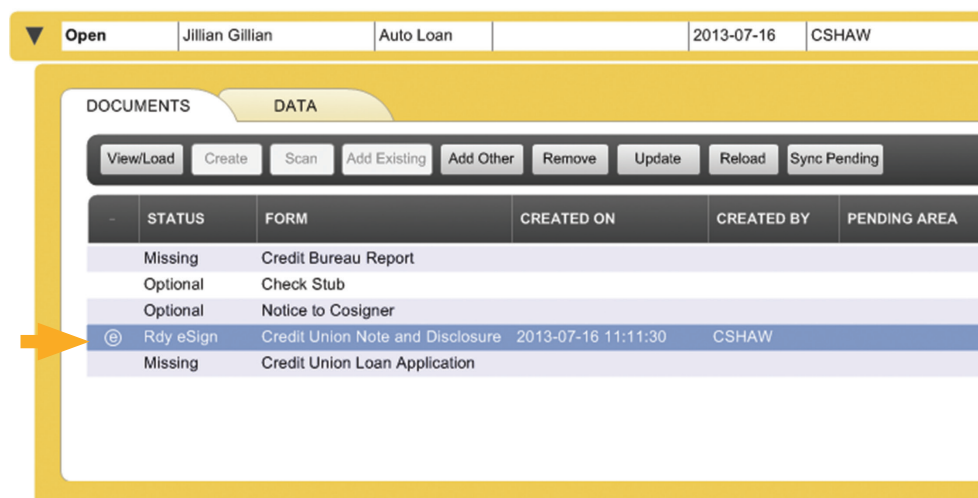 Open Jillian Gillian Auto Loan 2013-07-16 CSHAW
DOCUMENTS DATA
View/Load Create Scan Add Existing Add Other Remove Update Reload Sync Pending
- STATUS FORM CREATED ON CREATED BY PENDING AREA
Missing Credit Bureau Report
Optional Check Stub
Optional Notice to Cosigner
e Rdy eSign Credit Union Note and Disclosure 2013-07-16 11:11:30 CSHAW
Missing Credit Union Loan Application